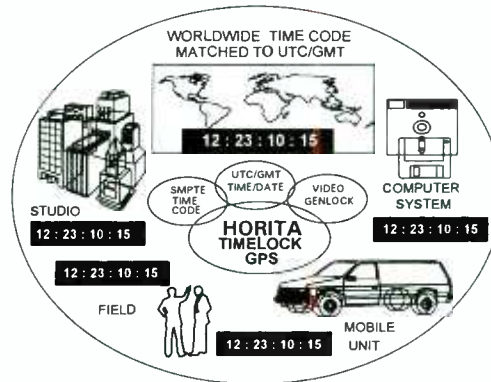 WORLDWIDE TIME CODE
MATCHED TO UTC/GMT
12 : 23 : 10 : 15
UTC/GMT
TIME/DATE
SMPTE
TIME
CODE
VIDEO
GENLOCK
HORITA
TIMELOCK
GPS
STUDIO
12 : 23 : 10 : 15
COMPUTER
SYSTEM
12 : 23 : 10 : 15
12 : 23 : 10 : 15
FIELD
MOBILE
UNIT
12 : 23 : 10 : 15